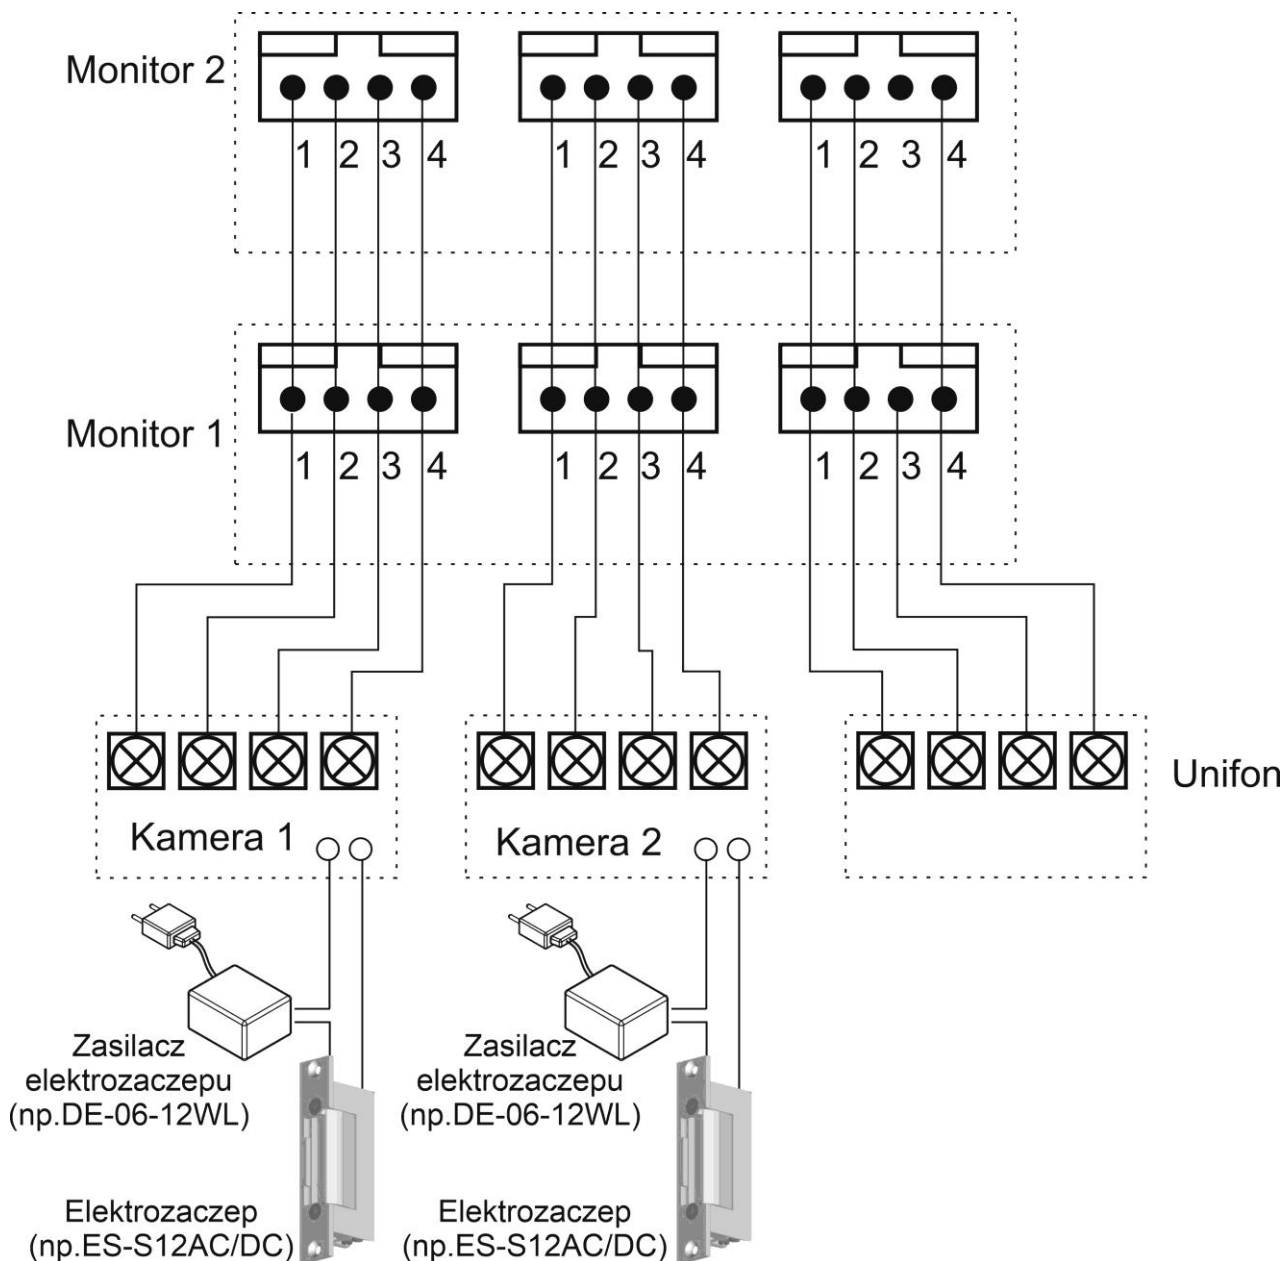 Monitor 2
1 2 3 4 1 2 3 4 1 2 3 4
Monitor 1
1 2 3 4 1 2 3 4 1 2 3 4
Kamera 1
Kamera 2
Unifon
Zasilacz
elektrozaczepu
(np.DE-06-12WL)
Zasilacz
elektrozaczepu
(np.DE-06-12WL)
Elektrozaczep
(np.ES-S12AC/DC)
Elektrozaczep
(np.ES-S12AC/DC)